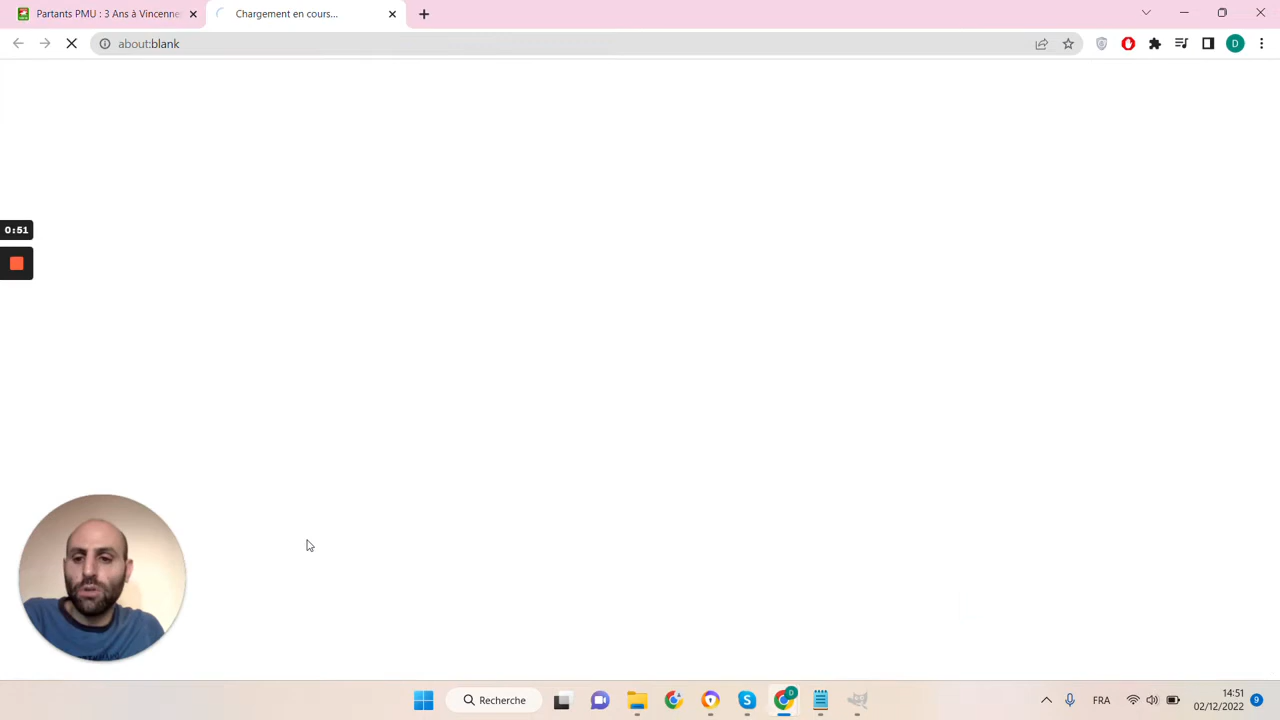 Partants PMU : 3 Ans à Vincenne
Chargement en cours...
about:blank
D
0:51
Recherche
D
FRA
14:51
02/12/2022
9